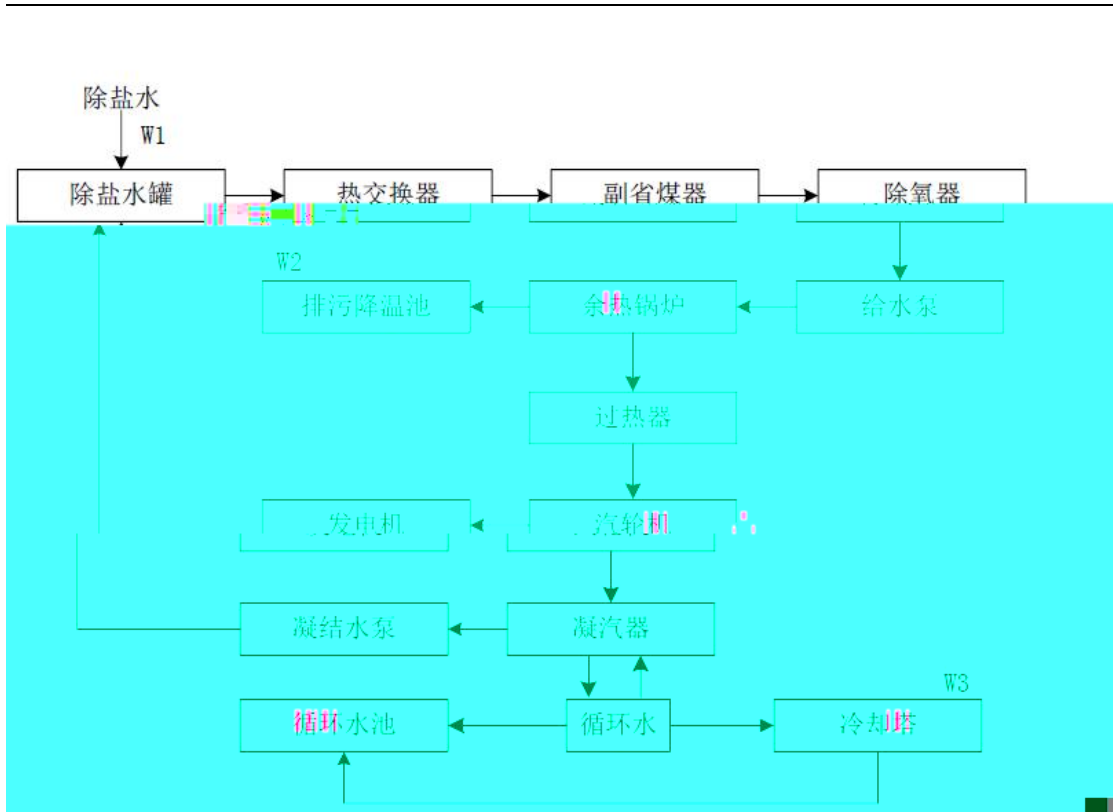 除盐水
W1
除盐水罐
热交换器
副省煤器
除氧器
W2
排污降温池
余热锅炉
给水泵
过热器
发电机
汽轮机
凝结水泵
凝汽器
W3
循环水池
循环水
冷却塔